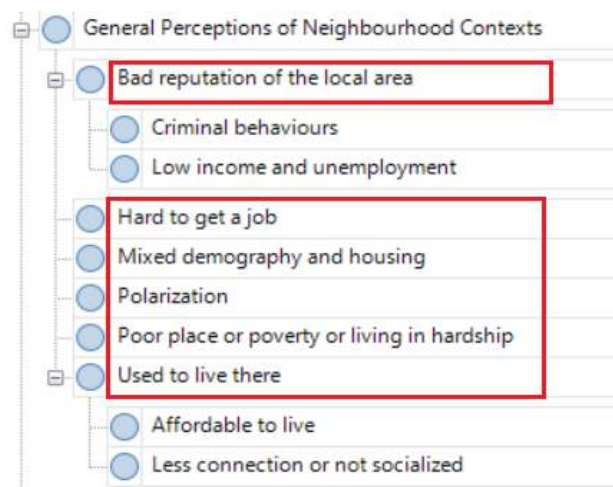 General Perceptions of Neighbourhood Contexts
Bad reputation of the local area
Criminal behaviours
Low income and unemployment
Hard to get a job
Mixed demography and housing
Polarization
Poor place or poverty or living in hardship
Used to live there
Affordable to live
Less connection or not socialized